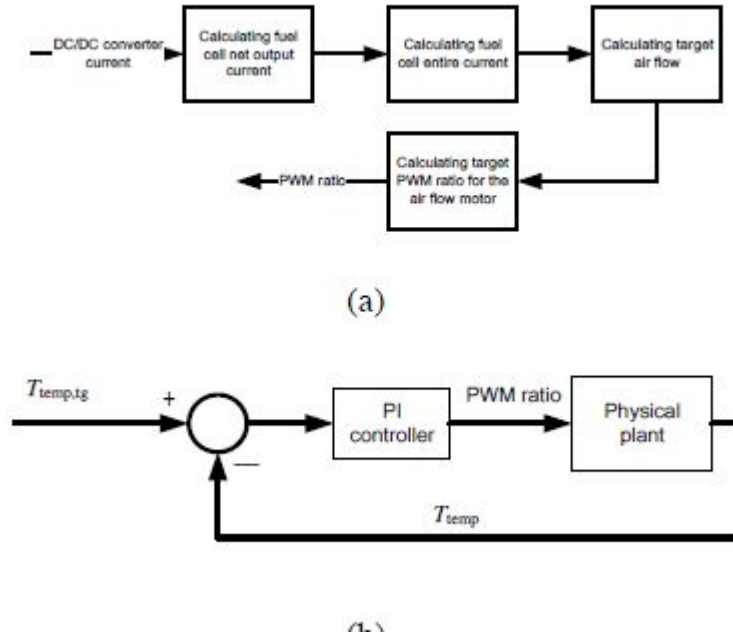 DC/DC converter
current
Calculating fuel
cell net output
current
Calculating fuel
cell entire current
Calculating target
air flow
Calculating target
PWM ratio for the
air flow motor
PWM ratio
(a)
Ttemp,tg
+
PI
controller
PWM ratio
Physical
plant
—
Ttemp